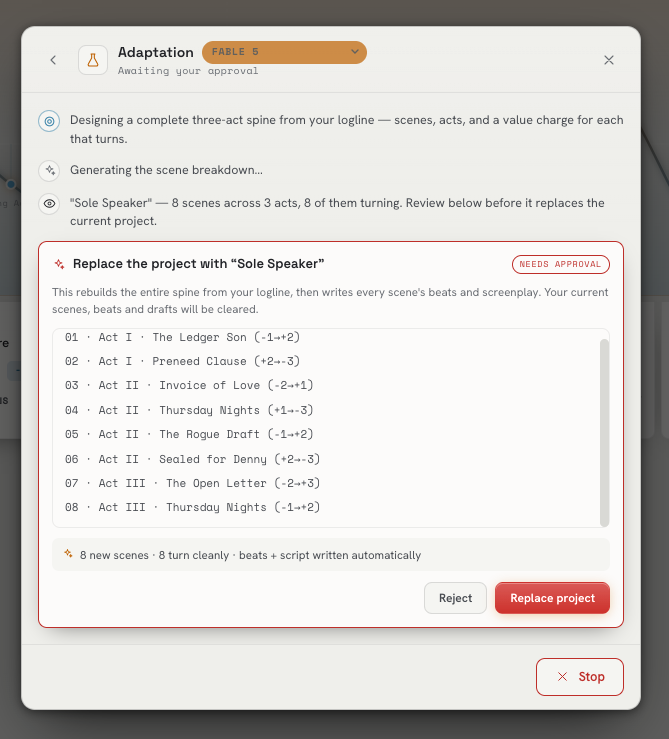 Adaptation
FABLE 5
Awaiting your approval
Designing a complete three-act spine from your logline — scenes, acts, and a value charge for each
that turns.
Generating the scene breakdown…
"Sole Speaker" — 8 scenes across 3 acts, 8 of them turning. Review below before it replaces the
current project.
Replace the project with “Sole Speaker”
NEEDS APPROVAL
This rebuilds the entire spine from your logline, then writes every scene's beats and screenplay. Your current
scenes, beats and drafts will be cleared.
01 · Act I · The Ledger Son (-1→+2)
02 · Act I · Preneed Clause (+2→-3)
03 · Act II · Invoice of Love (-2→+1)
04 · Act II · Thursday Nights (+1→-3)
05 · Act II · The Rogue Draft (-1→+2)
06 · Act II · Sealed for Denny (+2→-3)
07 · Act III · The Open Letter (-2→+3)
08 · Act III · Thursday Nights (-1→+2)
8 new scenes · 8 turn cleanly · beats + script written automatically
Reject
Replace project
Stop